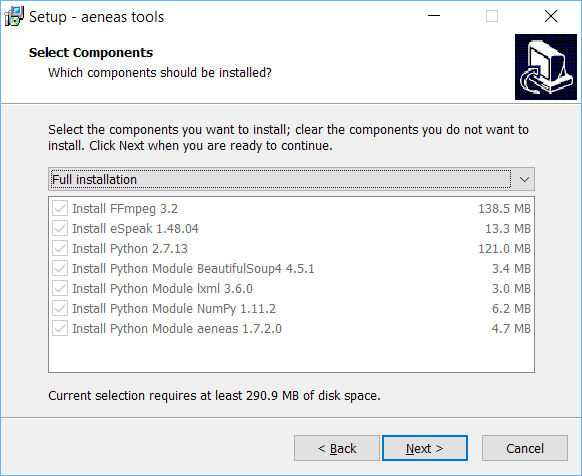 Setup - aeneas tools
Select Components
Which components should be installed?
Select the components you want to install; clear the components you do not want to
install. Click Next when you are ready to continue.
Full installation
Install FFmpeg 3.2 138.5 MB
Install eSpeak 1.48.04 13.3 MB
Install Python 2.7.13 121.0 MB
Install Python Module BeautifulSoup4 4.5.1 3.4 MB
Install Python Module lxml 3.6.0 3.0 MB
Install Python Module NumPy 1.11.2 6.2 MB
Install Python Module aeneas 1.7.2.0 4.7 MB
Current selection requires at least 290.9 MB of disk space.
< Back Next > Cancel